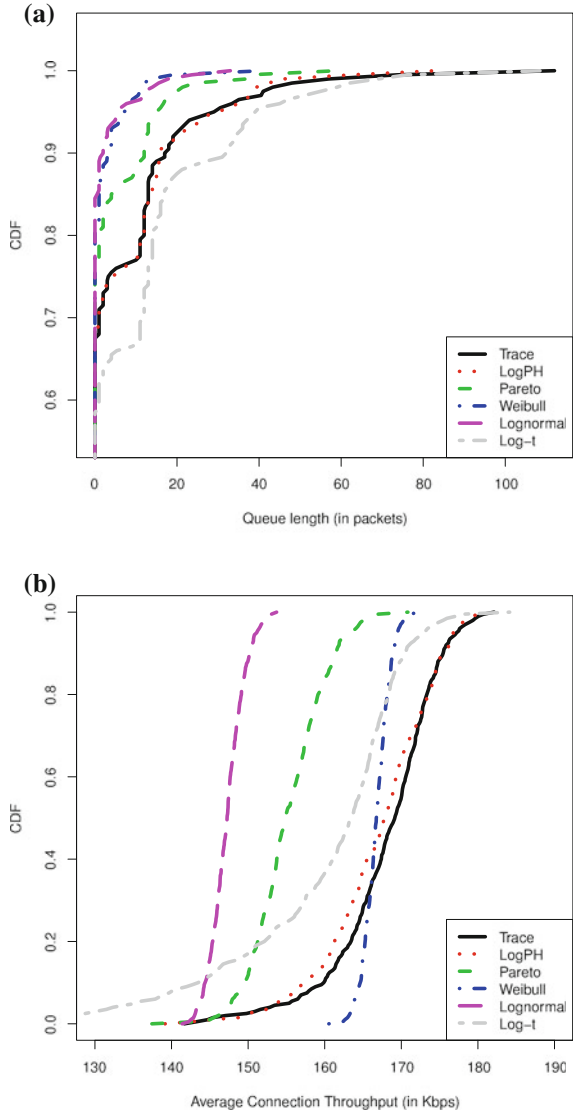 (a)
CDF
1.0
0.9
0.8
0.7
0.6
0 20 40 60 80 100
Queue length (in packets)
Trace
LogPH
Pareto
Weibull
Lognormal
Log-t
(b)
CDF
1.0
0.8
0.6
0.4
0.2
0.0
130 140 150 160 170 180 190
Average Connection Throughput (in Kbps)
Trace
LogPH
Pareto
Weibull
Lognormal
Log-t